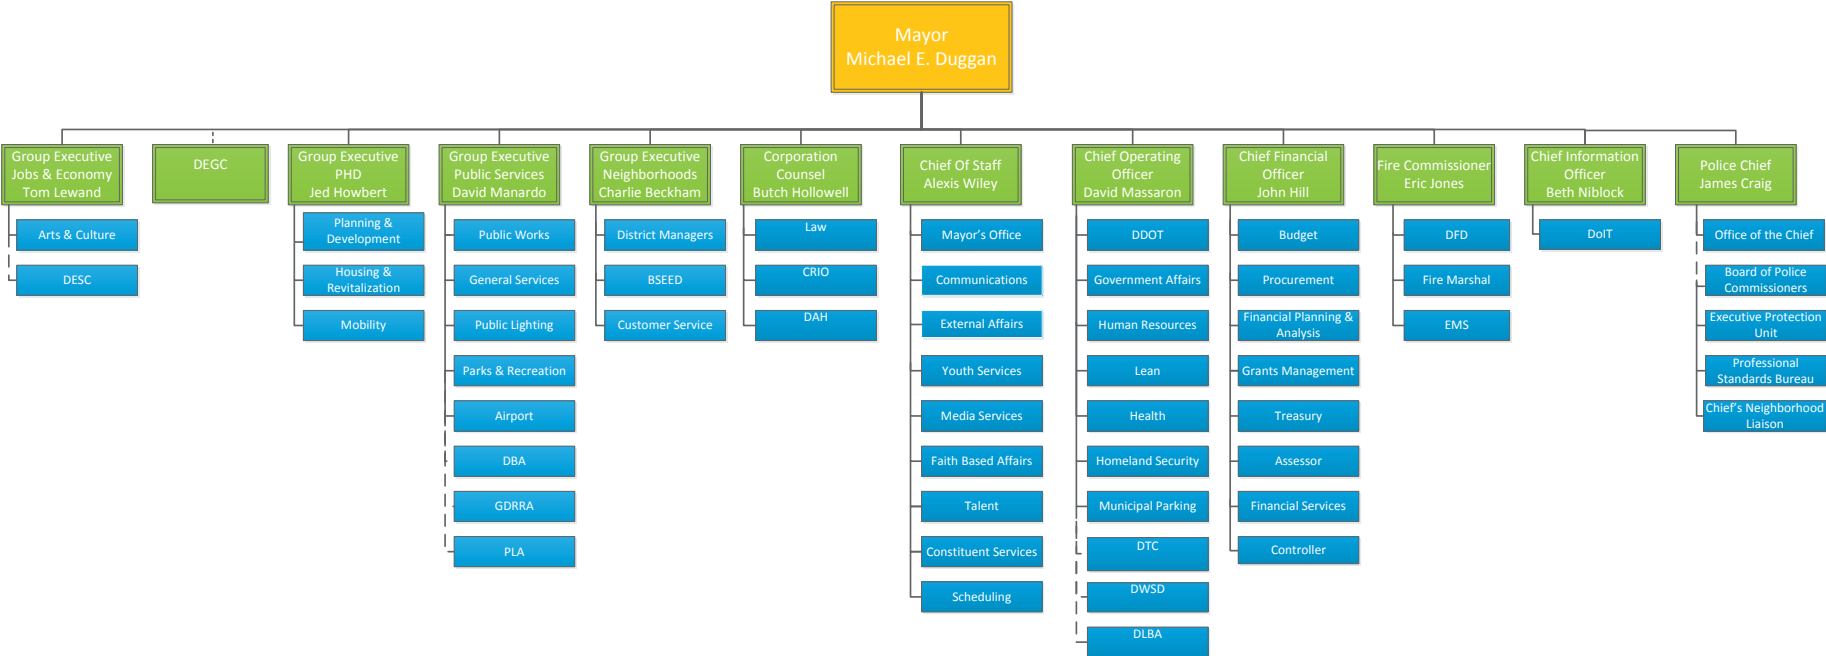 Mayor
Michael E. Duggan
Group Executive
Jobs & Economy
Tom Lewand
Arts & Culture
DESC
DEGC
Group Executive
PHD
Jed Howbert
Planning &
Development
Housing &
Revitalization
Mobility
Group Executive
Public Services
David Manardo
Public Works
General Services
Public Lighting
Parks & Recreation
Airport
DBA
GDRRA
PLA
Group Executive
Neighborhoods
Charlie Beckham
District Managers
BSEED
Customer Service
Corporation
Counsel
Butch Hollowell
Law
CRIO
DAH
Chief Of Staff
Alexis Wiley
Mayor's Office
Communications
External Affairs
Youth Services
Media Services
Faith Based Affairs
Talent
Constituent Services
Scheduling
Chief Operating
Officer
David Massaron
DDOT
Government Affairs
Human Resources
Lean
Health
Homeland Security
Municipal Parking
DTC
DWSD
DLBA
Chief Financial
Officer
John Hill
Budget
Procurement
Financial Planning &
Analysis
Grants Management
Treasury
Assessor
Financial Services
Controller
Fire Commissioner
Eric Jones
DFD
Fire Marshal
EMS
Chief Information
Officer
Beth Niblock
DoIT
Police Chief
James Craig
Office of the Chief
Board of Police
Commissioners
Executive Protection
Unit
Professional
Standards Bureau
Chief's Neighborhood
Liaison